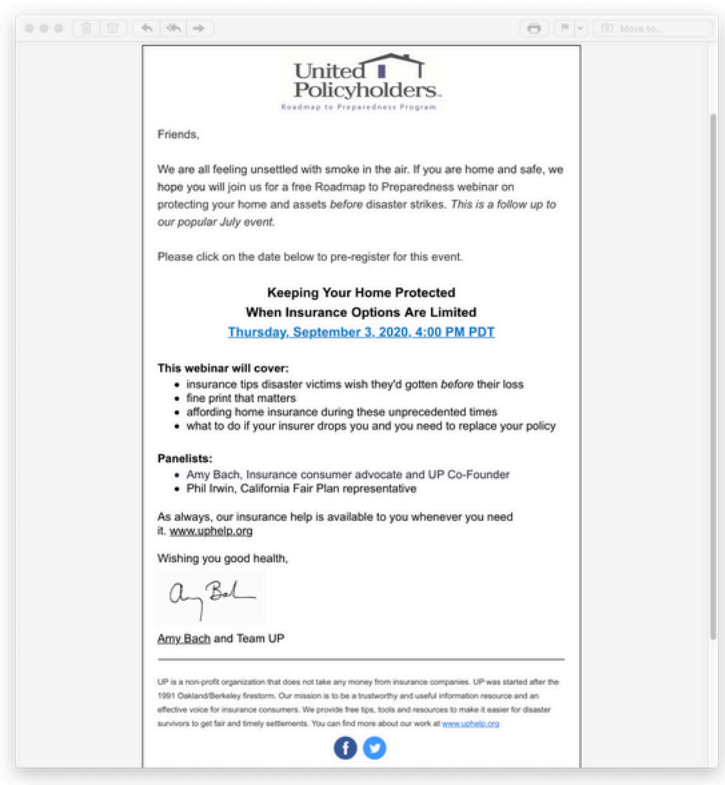 Move to...
United
Policyholders
Roadmap to Preparedness Program
Friends,
We are all feeling unsettled with smoke in the air. If you are home and safe, we
hope you will join us for a free Roadmap to Preparedness webinar on
protecting your home and assets before disaster strikes. This is a follow up to
our popular July event.
Please click on the date below to pre-register for this event.
Keeping Your Home Protected
When Insurance Options Are Limited
Thursday, September 3, 2020, 4:00 PM PDT
This webinar will cover:
• insurance tips disaster victims wish they'd gotten before their loss
• fine print that matters
• affording home insurance during these unprecedented times
• what to do if your insurer drops you and you need to replace your policy
Panelists:
• Amy Bach, Insurance consumer advocate and UP Co-Founder
• Phil Irwin, California Fair Plan representative
As always, our insurance help is available to you whenever you need
it. www.uphelp.org
Wishing you good health,
Amy Bach
Amy Bach and Team UP
UP is a non-profit organization that does not take any money from insurance companies. UP was started after the
1991 Oakland/Berkeley firestorm. Our mission is to be a trustworthy and useful information resource and an
effective voice for insurance consumers. We provide free tips, tools and resources to make it easier for disaster
survivors to get fair and timely settlements. You can find more about our work at www.uphelp.org